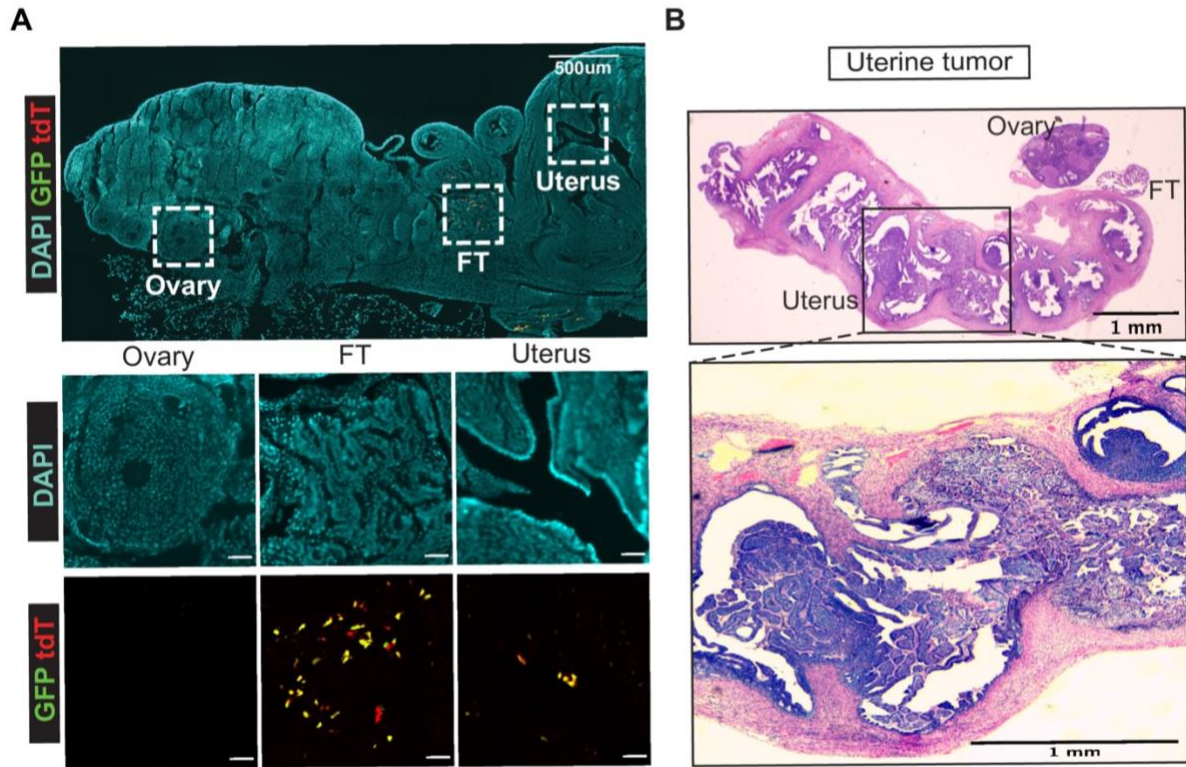 A
DAPI GFP tdT
500um
Ovary
FT
Uterus
Ovary
FT
Uterus
DAPI
GFP tdT
B
Uterine tumor
Ovary
FT
Uterus
1 mm
1 mm